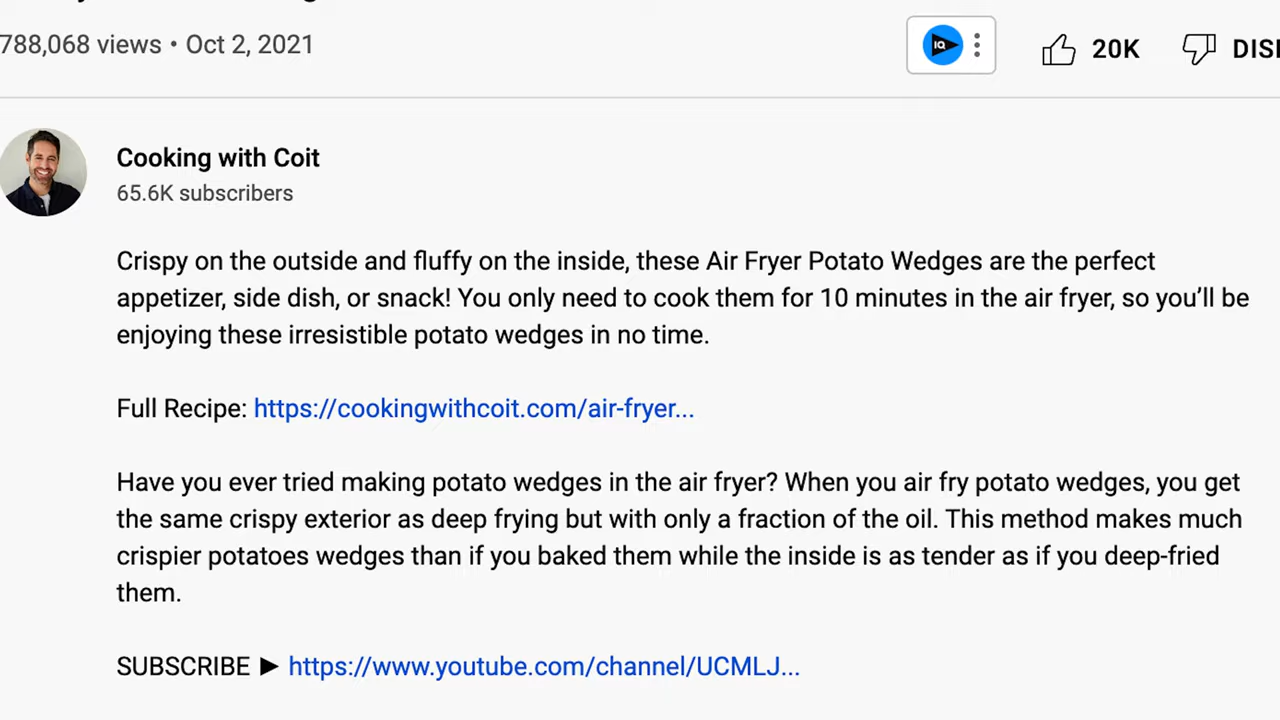 788,068 views • Oct 2, 2021
IQ
20K
DISI
Cooking with Coit
65.6K subscribers
Crispy on the outside and fluffy on the inside, these Air Fryer Potato Wedges are the perfect
appetizer, side dish, or snack! You only need to cook them for 10 minutes in the air fryer, so you’ll be
enjoying these irresistible potato wedges in no time.
Full Recipe: https://cookingwithcoit.com/air-fryer...
Have you ever tried making potato wedges in the air fryer? When you air fry potato wedges, you get
the same crispy exterior as deep frying but with only a fraction of the oil. This method makes much
crispier potatoes wedges than if you baked them while the inside is as tender as if you deep-fried
them.
SUBSCRIBE ► https://www.youtube.com/channel/UCMLJ...